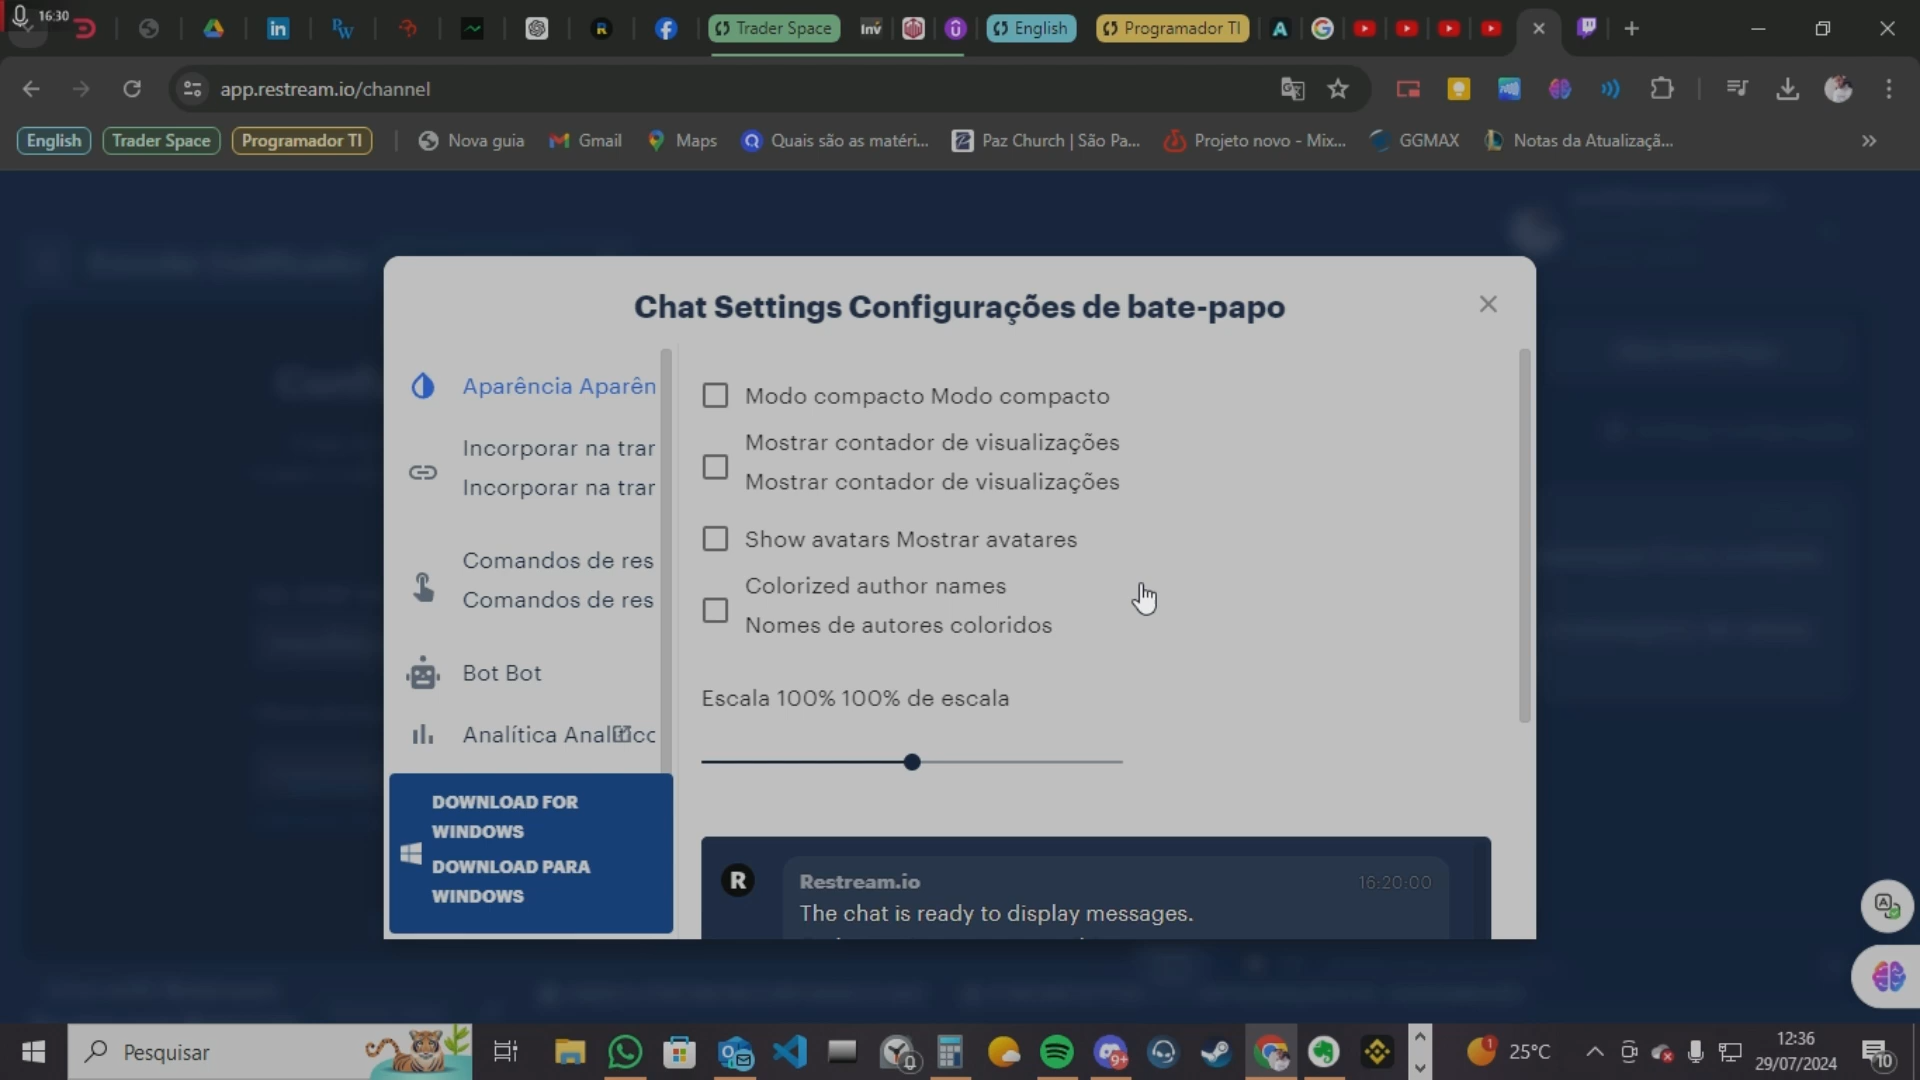 16:30
Trader Space
Inv
English
Programador TI
app.restream.io/channel
English
Trader Space
Programador TI
Nova guia
Gmail
Maps
Quais são as matéri...
Paz Church | São Pa...
Projeto novo - Mix...
GGMAX
Notas da Atualizaçã...
Chat Settings Configurações de bate-papo
Aparência Aparên
Incorporar na trar
Incorporar na trar
Comandos de res
Comandos de res
Bot Bot
Analítica Analítico
DOWNLOAD FOR
WINDOWS
DOWNLOAD PARA
WINDOWS
Modo compacto Modo compacto
Mostrar contador de visualizações
Mostrar contador de visualizações
Show avatars Mostrar avatares
Colorized author names
Nomes de autores coloridos
Escala 100% 100% de escala
R
Restream.io
16:20:00
The chat is ready to display messages.
Pesquisar
9+
1
25°C
12:36
29/07/2024
10